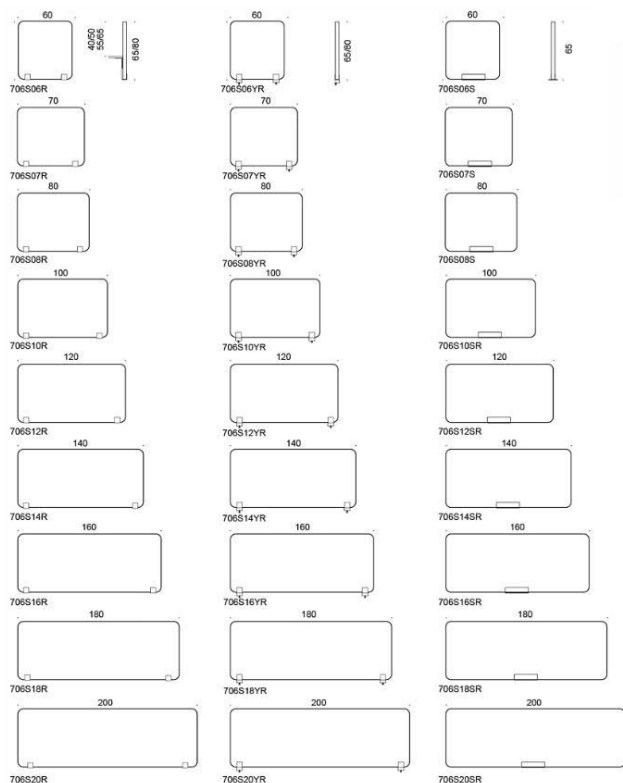 60 40/50 55/65 65/80 60 65/80 60 65
706S06R 706S06YR 706S06S
70 70 70
706S07R 706S07YR 706S07S
80 80 80
706S08R 706S08YR 706S08S
100 100 100
706S10R 706S10YR 706S10SR
120 120 120
706S12R 706S12YR 706S12SR
140 140 140
706S14R 706S14YR 706S14SR
160 160 160
706S16R 706S16YR 706S16SR
180 180 180
706S18R 706S18YR 706S18SR
200 200 200
706S20R 706S20YR 706S20SR